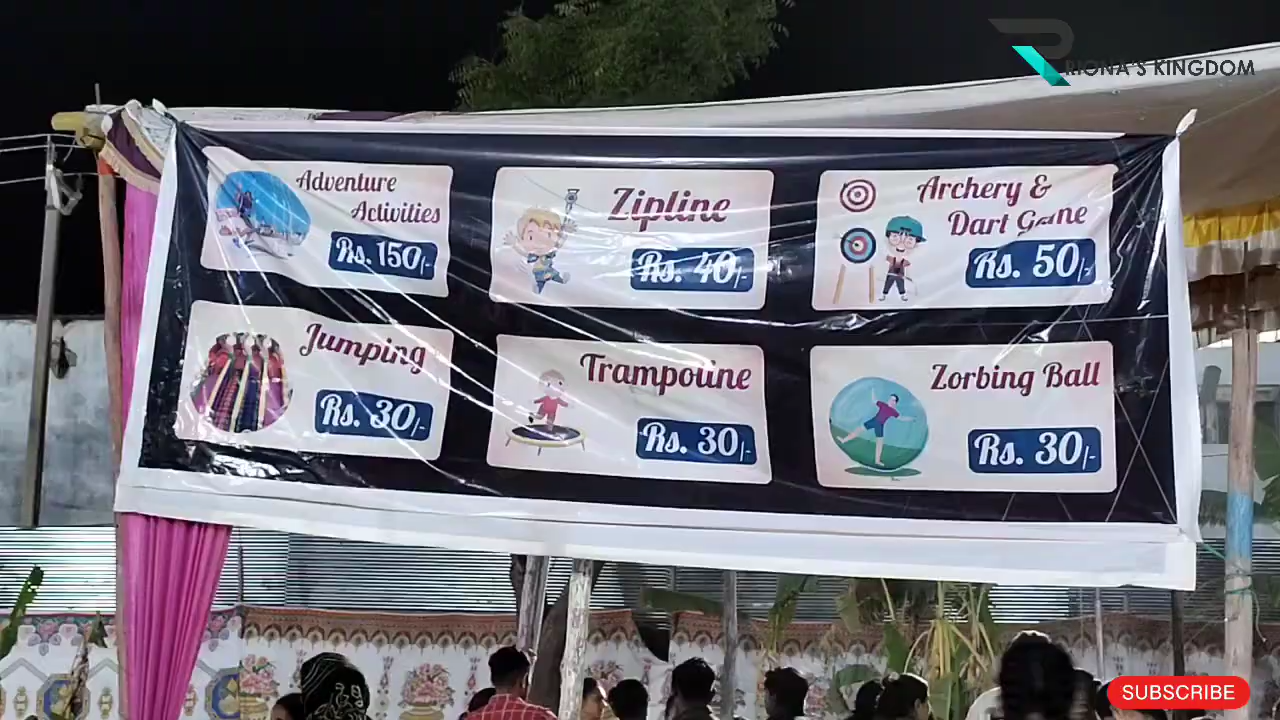 RIONA'S KINGDOM
Adventure
Activities
Rs. 150/-
Zipline
Rs. 40/-
Archery &
Dart Game
Rs. 50/-
Jumping
Rs. 30/-
Trampoline
Rs. 30/-
Zorbing Ball
Rs. 30/-
SUBSCRIBE